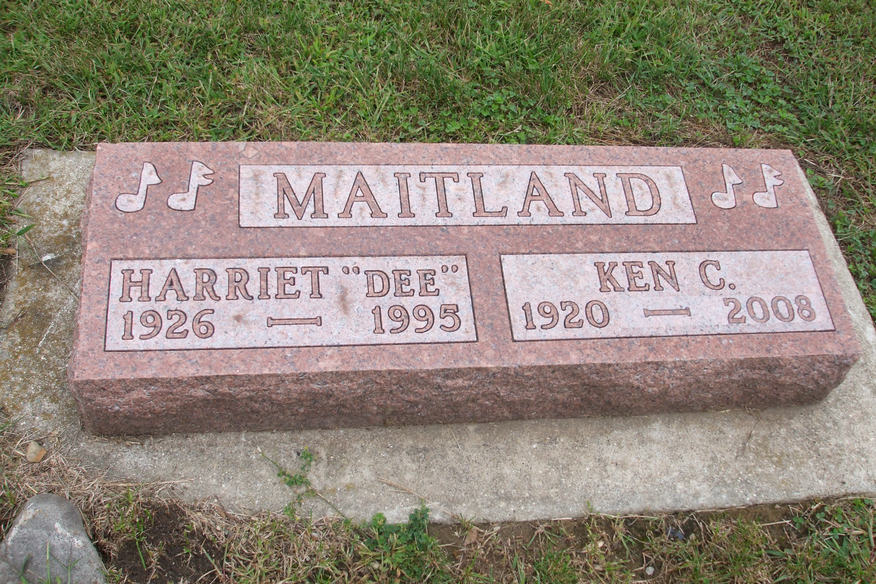 MAITLAND
HARRIET "DEE"
1926 — 1995
KEN C.
1920 — 2008